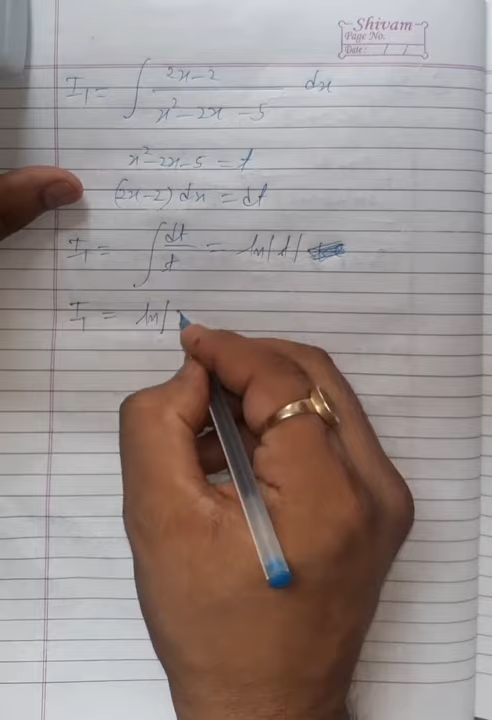 Shivam
Page No.
Date: / /
I₁ = ∫ 2x-2 / x²-2x-5 dx
x²-2x-5 = t
(2x-2) dx = dt
I₁ = ∫ dt/t = ln|t|
I₁ = ln|